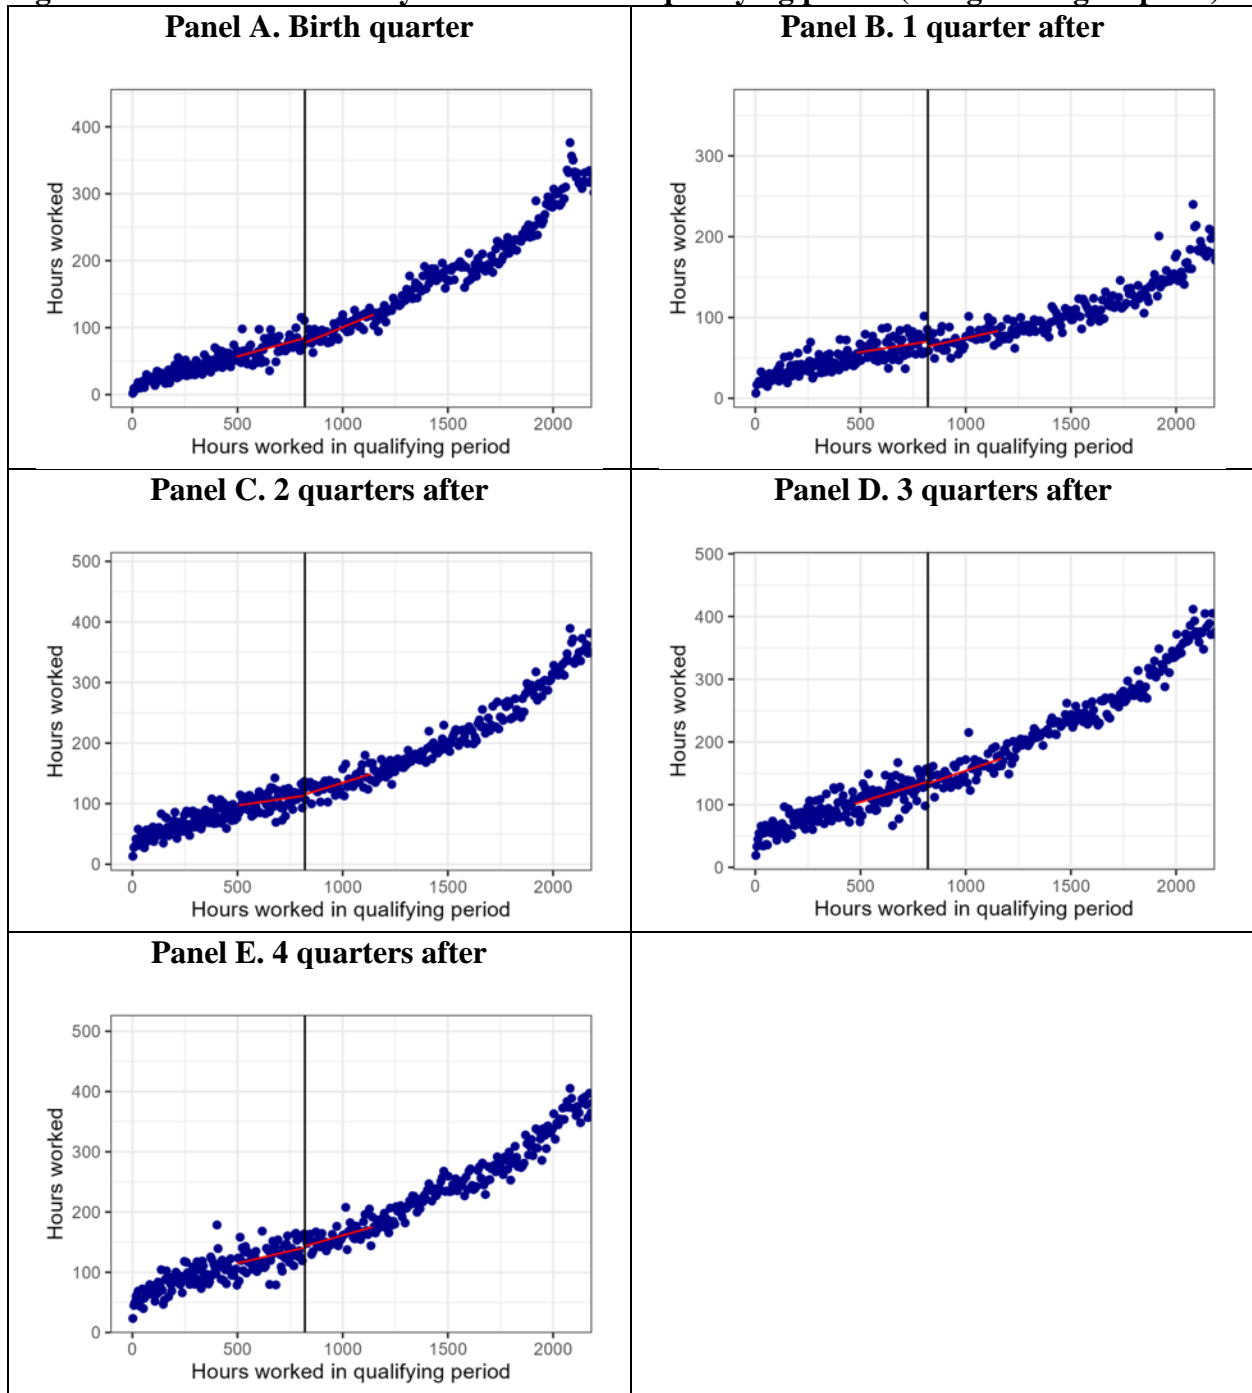 Panel A. Birth quarter
400
300
200
100
0
Hours worked
0 500 1000 1500 2000
Hours worked in qualifying period
Panel B. 1 quarter after
300
200
100
0
Hours worked
0 500 1000 1500 2000
Hours worked in qualifying period
Panel C. 2 quarters after
500
400
300
200
100
0
Hours worked
0 500 1000 1500 2000
Hours worked in qualifying period
Panel D. 3 quarters after
500
400
300
200
100
0
Hours worked
0 500 1000 1500 2000
Hours worked in qualifying period
Panel E. 4 quarters after
500
400
300
200
100
0
Hours worked
0 500 1000 1500 2000
Hours worked in qualifying period